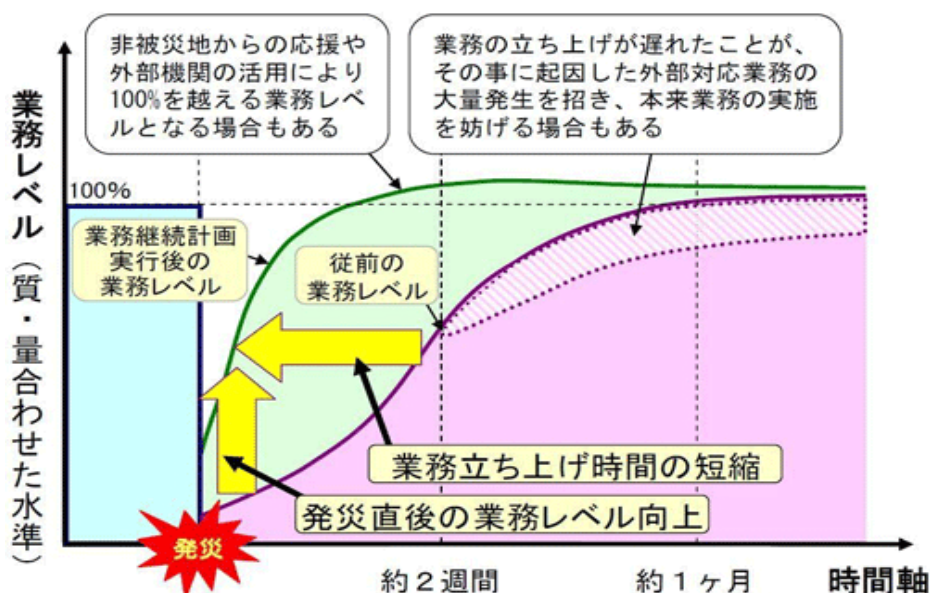 非被災地からの応援や
外部機関の活用により
100%を越える業務レベ
ルとなる場合もある
業務の立ち上げが遅れたことが、
その事に起因した外部対応業務の
大量発生を招き、本来業務の実施
を妨げる場合もある
業務レベル（質・量合わせた水準）
100%
業務継続計画
実行後の
業務レベル
従前の
業務レベル
業務立ち上げ時間の短縮
発災直後の業務レベル向上
発災
約２週間
約１ヶ月
時間軸